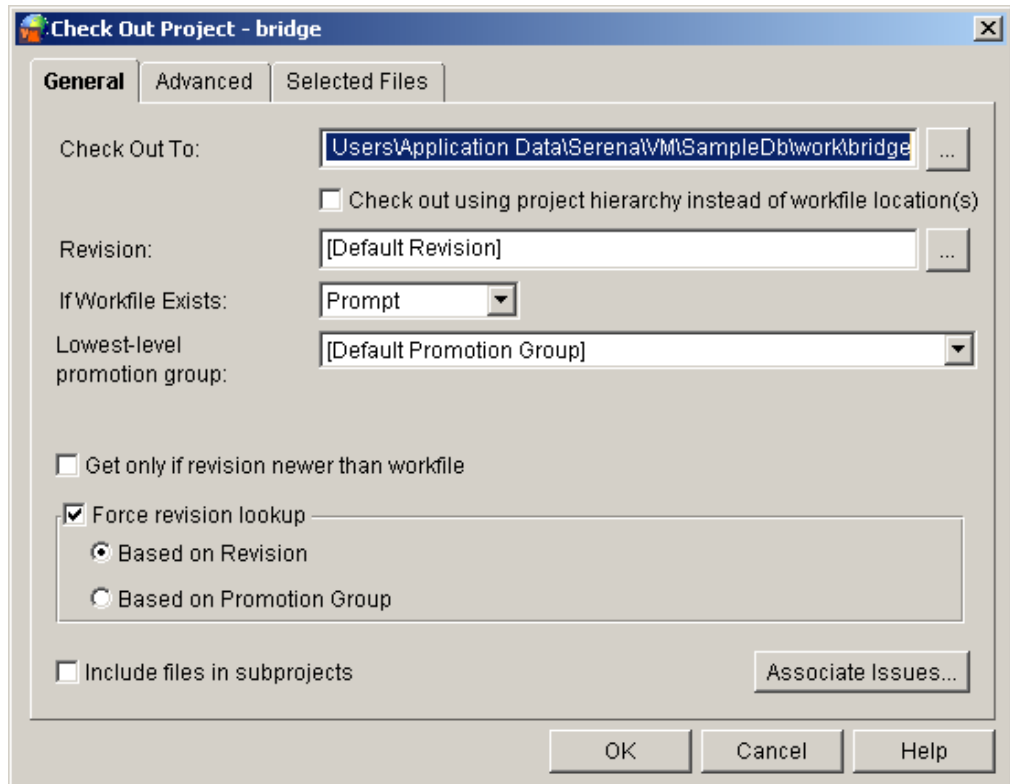 Check Out Project - bridge
General Advanced Selected Files
Check Out To: Users\Application Data\Serena\VM\SampleDb\work\bridge ...
Check out using project hierarchy instead of workfile location(s)
Revision: [Default Revision] ...
If Workfile Exists: Prompt
Lowest-level
promotion group: [Default Promotion Group]
Get only if revision newer than workfile
Force revision lookup
Based on Revision
Based on Promotion Group
Include files in subprojects Associate Issues...
OK Cancel Help